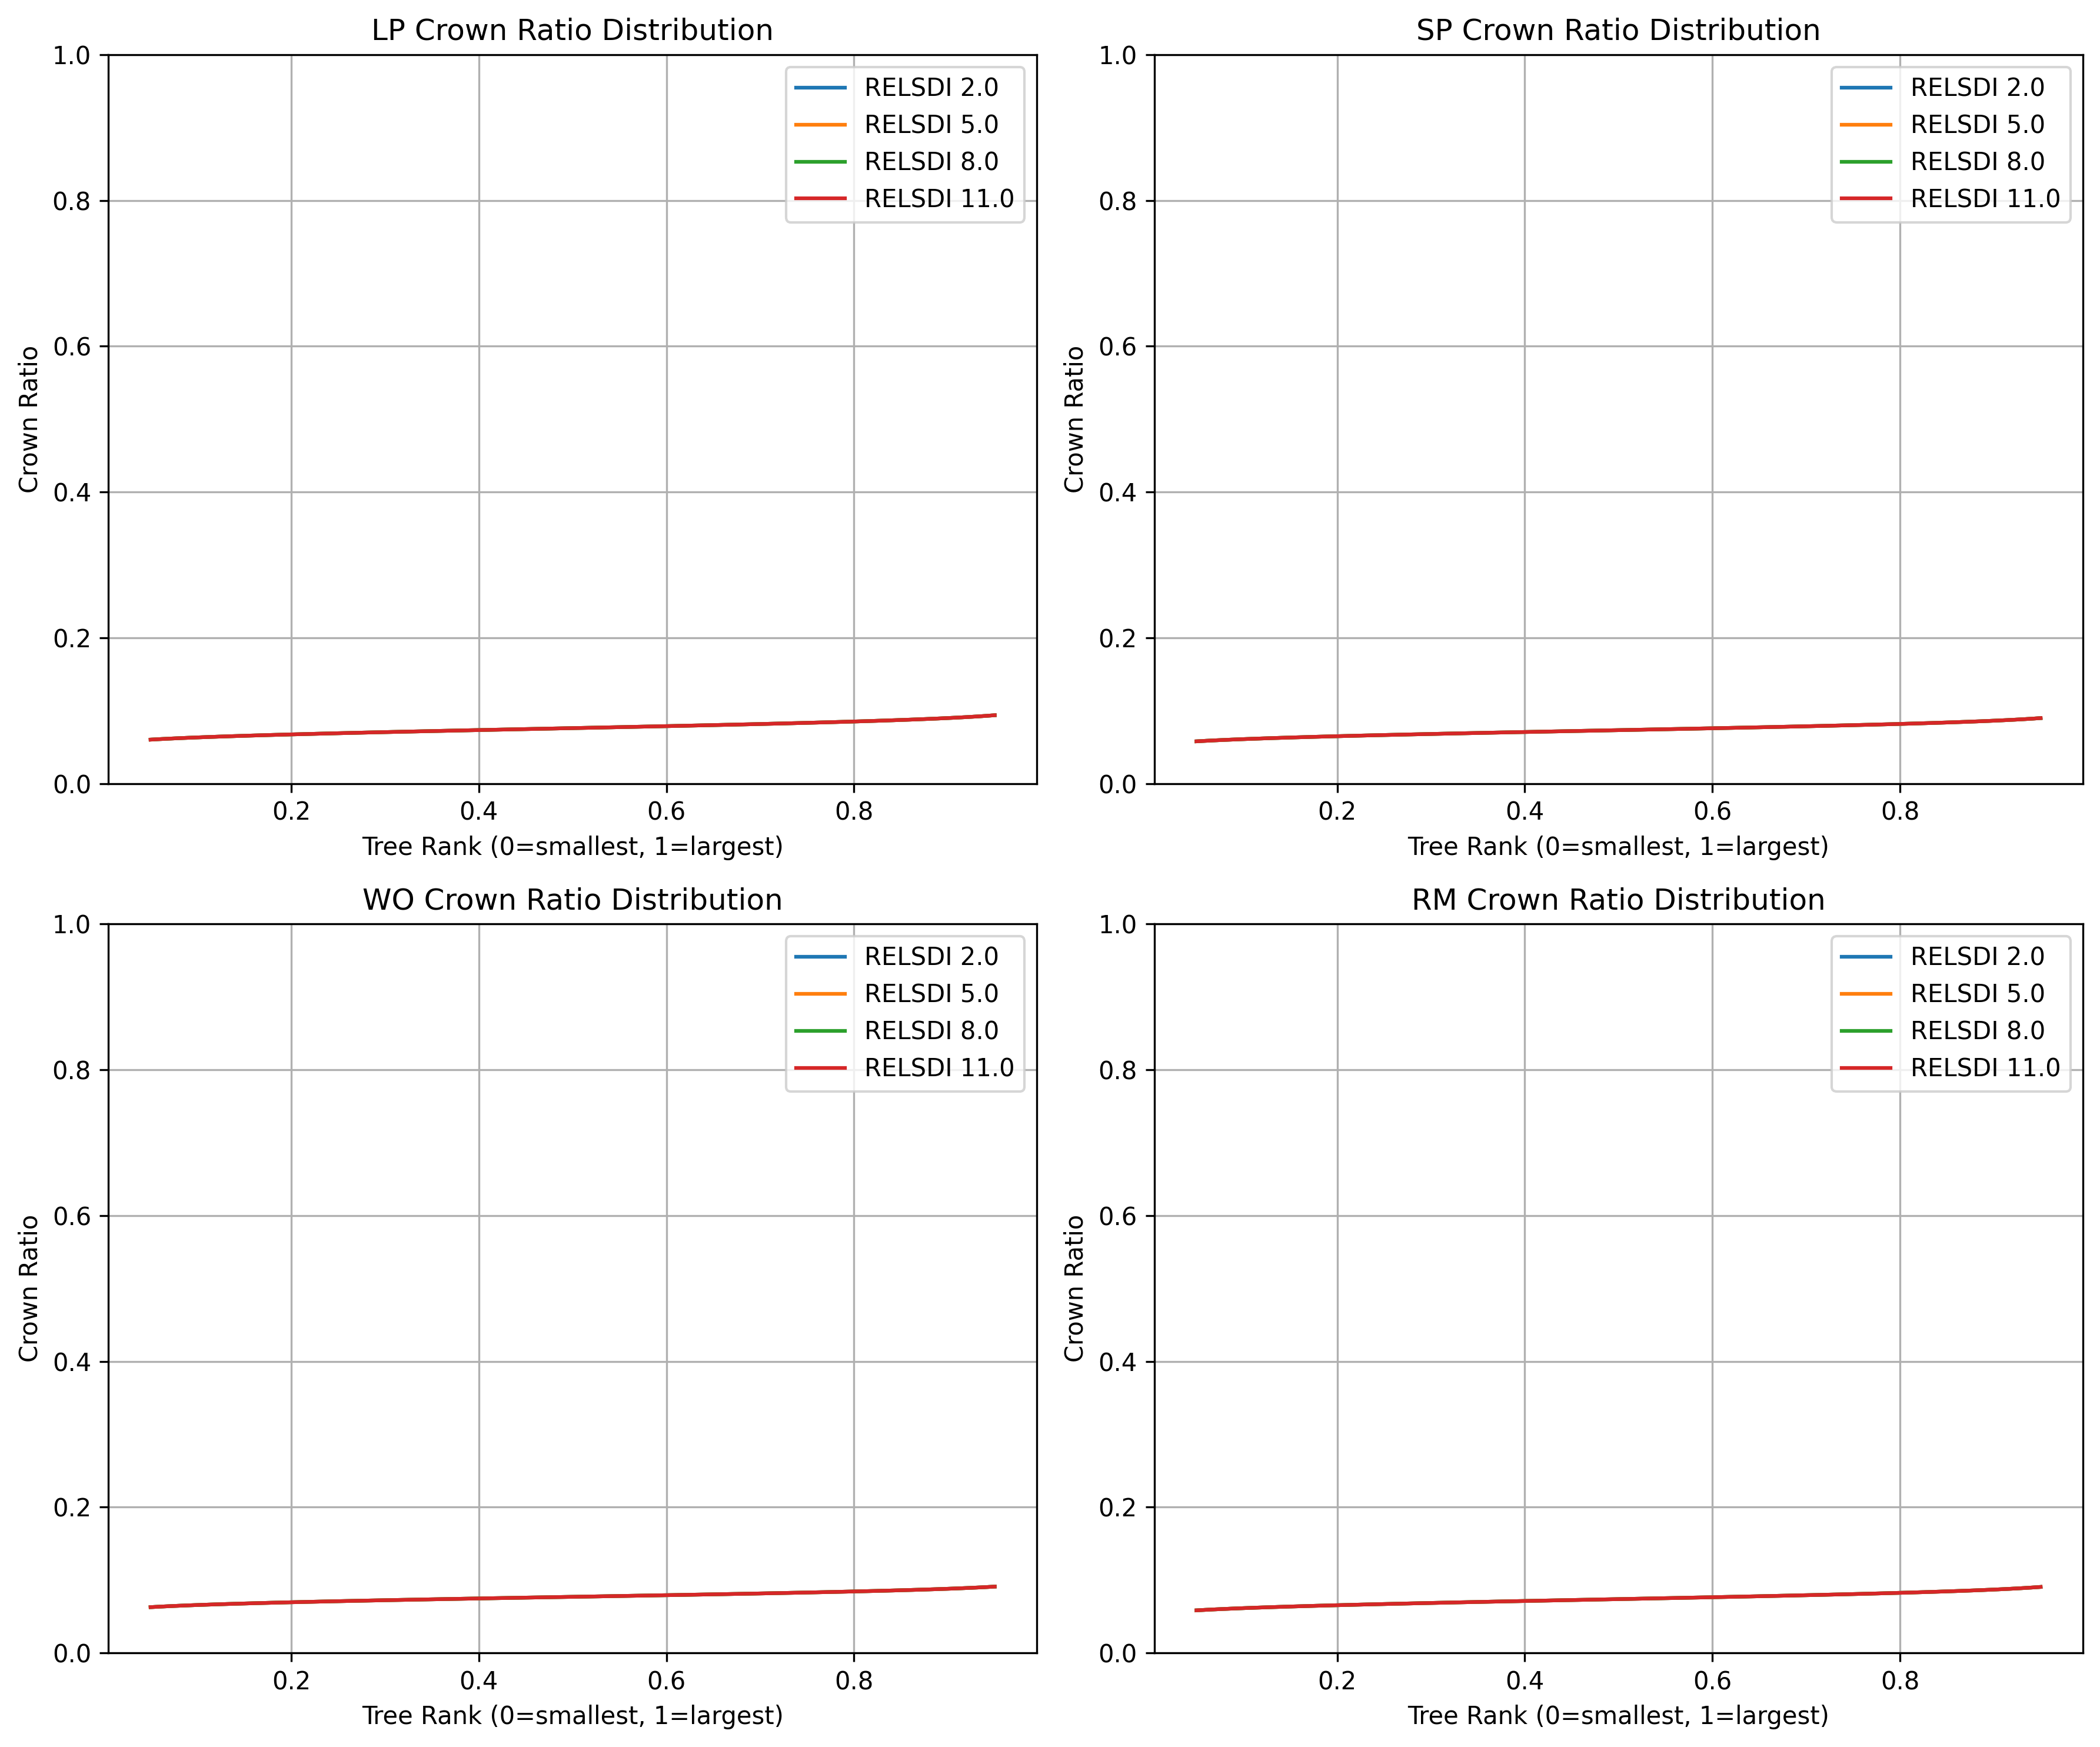 LP Crown Ratio Distribution
1.0
0.8
0.6
0.4
0.2
0.0
Crown Ratio
RELSDI 2.0
RELSDI 5.0
RELSDI 8.0
RELSDI 11.0
0.2 0.4 0.6 0.8
Tree Rank (0=smallest, 1=largest)
SP Crown Ratio Distribution
1.0
0.8
0.6
0.4
0.2
0.0
Crown Ratio
RELSDI 2.0
RELSDI 5.0
RELSDI 8.0
RELSDI 11.0
0.2 0.4 0.6 0.8
Tree Rank (0=smallest, 1=largest)
WO Crown Ratio Distribution
1.0
0.8
0.6
0.4
0.2
0.0
Crown Ratio
RELSDI 2.0
RELSDI 5.0
RELSDI 8.0
RELSDI 11.0
0.2 0.4 0.6 0.8
Tree Rank (0=smallest, 1=largest)
RM Crown Ratio Distribution
1.0
0.8
0.6
0.4
0.2
0.0
Crown Ratio
RELSDI 2.0
RELSDI 5.0
RELSDI 8.0
RELSDI 11.0
0.2 0.4 0.6 0.8
Tree Rank (0=smallest, 1=largest)